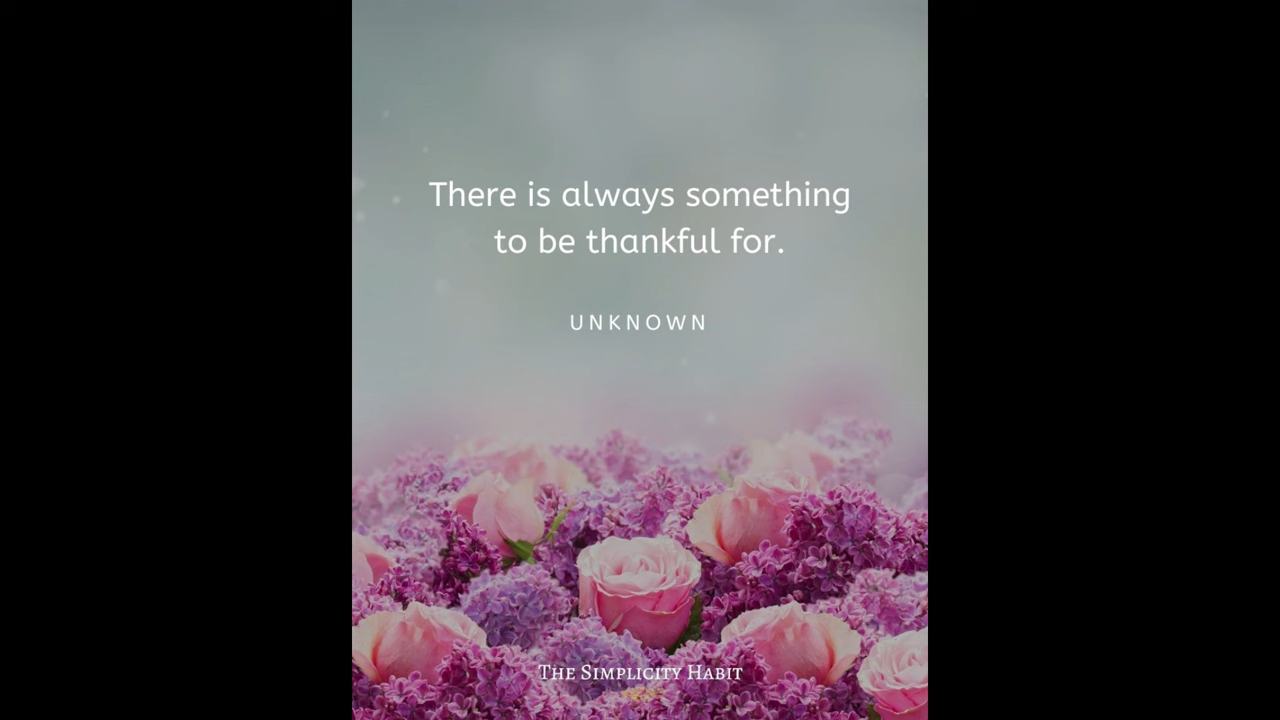 There is always something
to be thankful for.
UNKNOWN
The Simplicity Habit